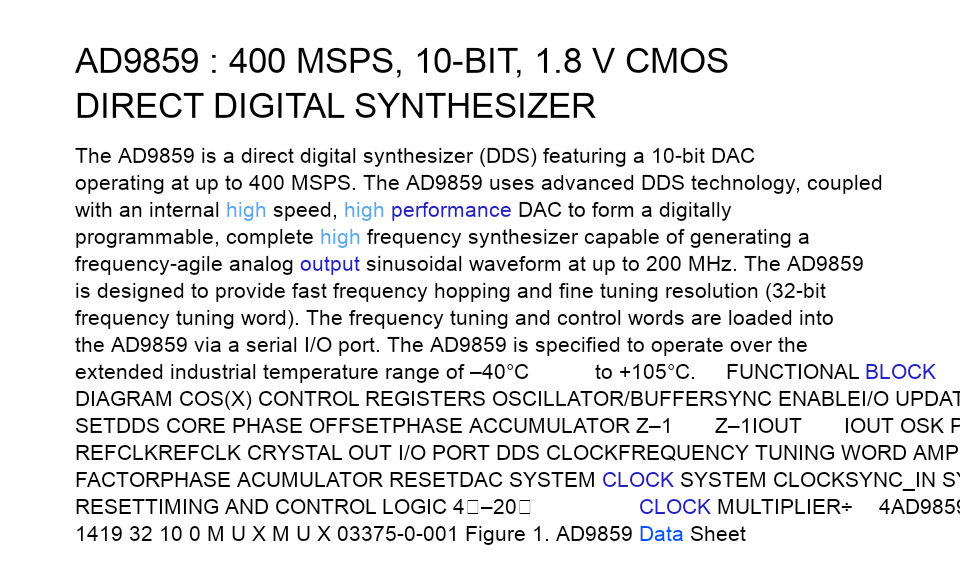 AD9859 : 400 MSPS, 10-BIT, 1.8 V CMOS
DIRECT DIGITAL SYNTHESIZER
The AD9859 is a direct digital synthesizer (DDS) featuring a 10-bit DAC
operating at up to 400 MSPS. The AD9859 uses advanced DDS technology, coupled
with an internal high speed, high performance DAC to form a digitally
programmable, complete high frequency synthesizer capable of generating a
frequency-agile analog output sinusoidal waveform at up to 200 MHz. The AD9859
is designed to provide fast frequency hopping and fine tuning resolution (32-bit
frequency tuning word). The frequency tuning and control words are loaded into
the AD9859 via a serial I/O port. The AD9859 is specified to operate over the
extended industrial temperature range of –40°C to +105°C. FUNCTIONAL BLOCK
DIAGRAM COS(X) CONTROL REGISTERS OSCILLATOR/BUFFERSYNC ENABLEI/O UPDAT
SETDDS CORE PHASE OFFSETPHASE ACCUMULATOR Z–1 Z–1IOUT IOUT OSK
REFCLKREFCLK CRYSTAL OUT I/O PORT DDS CLOCKFREQUENCY TUNING WORD AMP
FACTORPHASE ACUMULATOR RESETDAC SYSTEM CLOCK SYSTEM CLOCKSYNC_IN SY
RESETTIMING AND CONTROL LOGIC 4□–20□ CLOCK MULTIPLIER÷ 4AD9859
1419 32 10 0 M U X M U X 03375-0-001 Figure 1. AD9859 Data Sheet